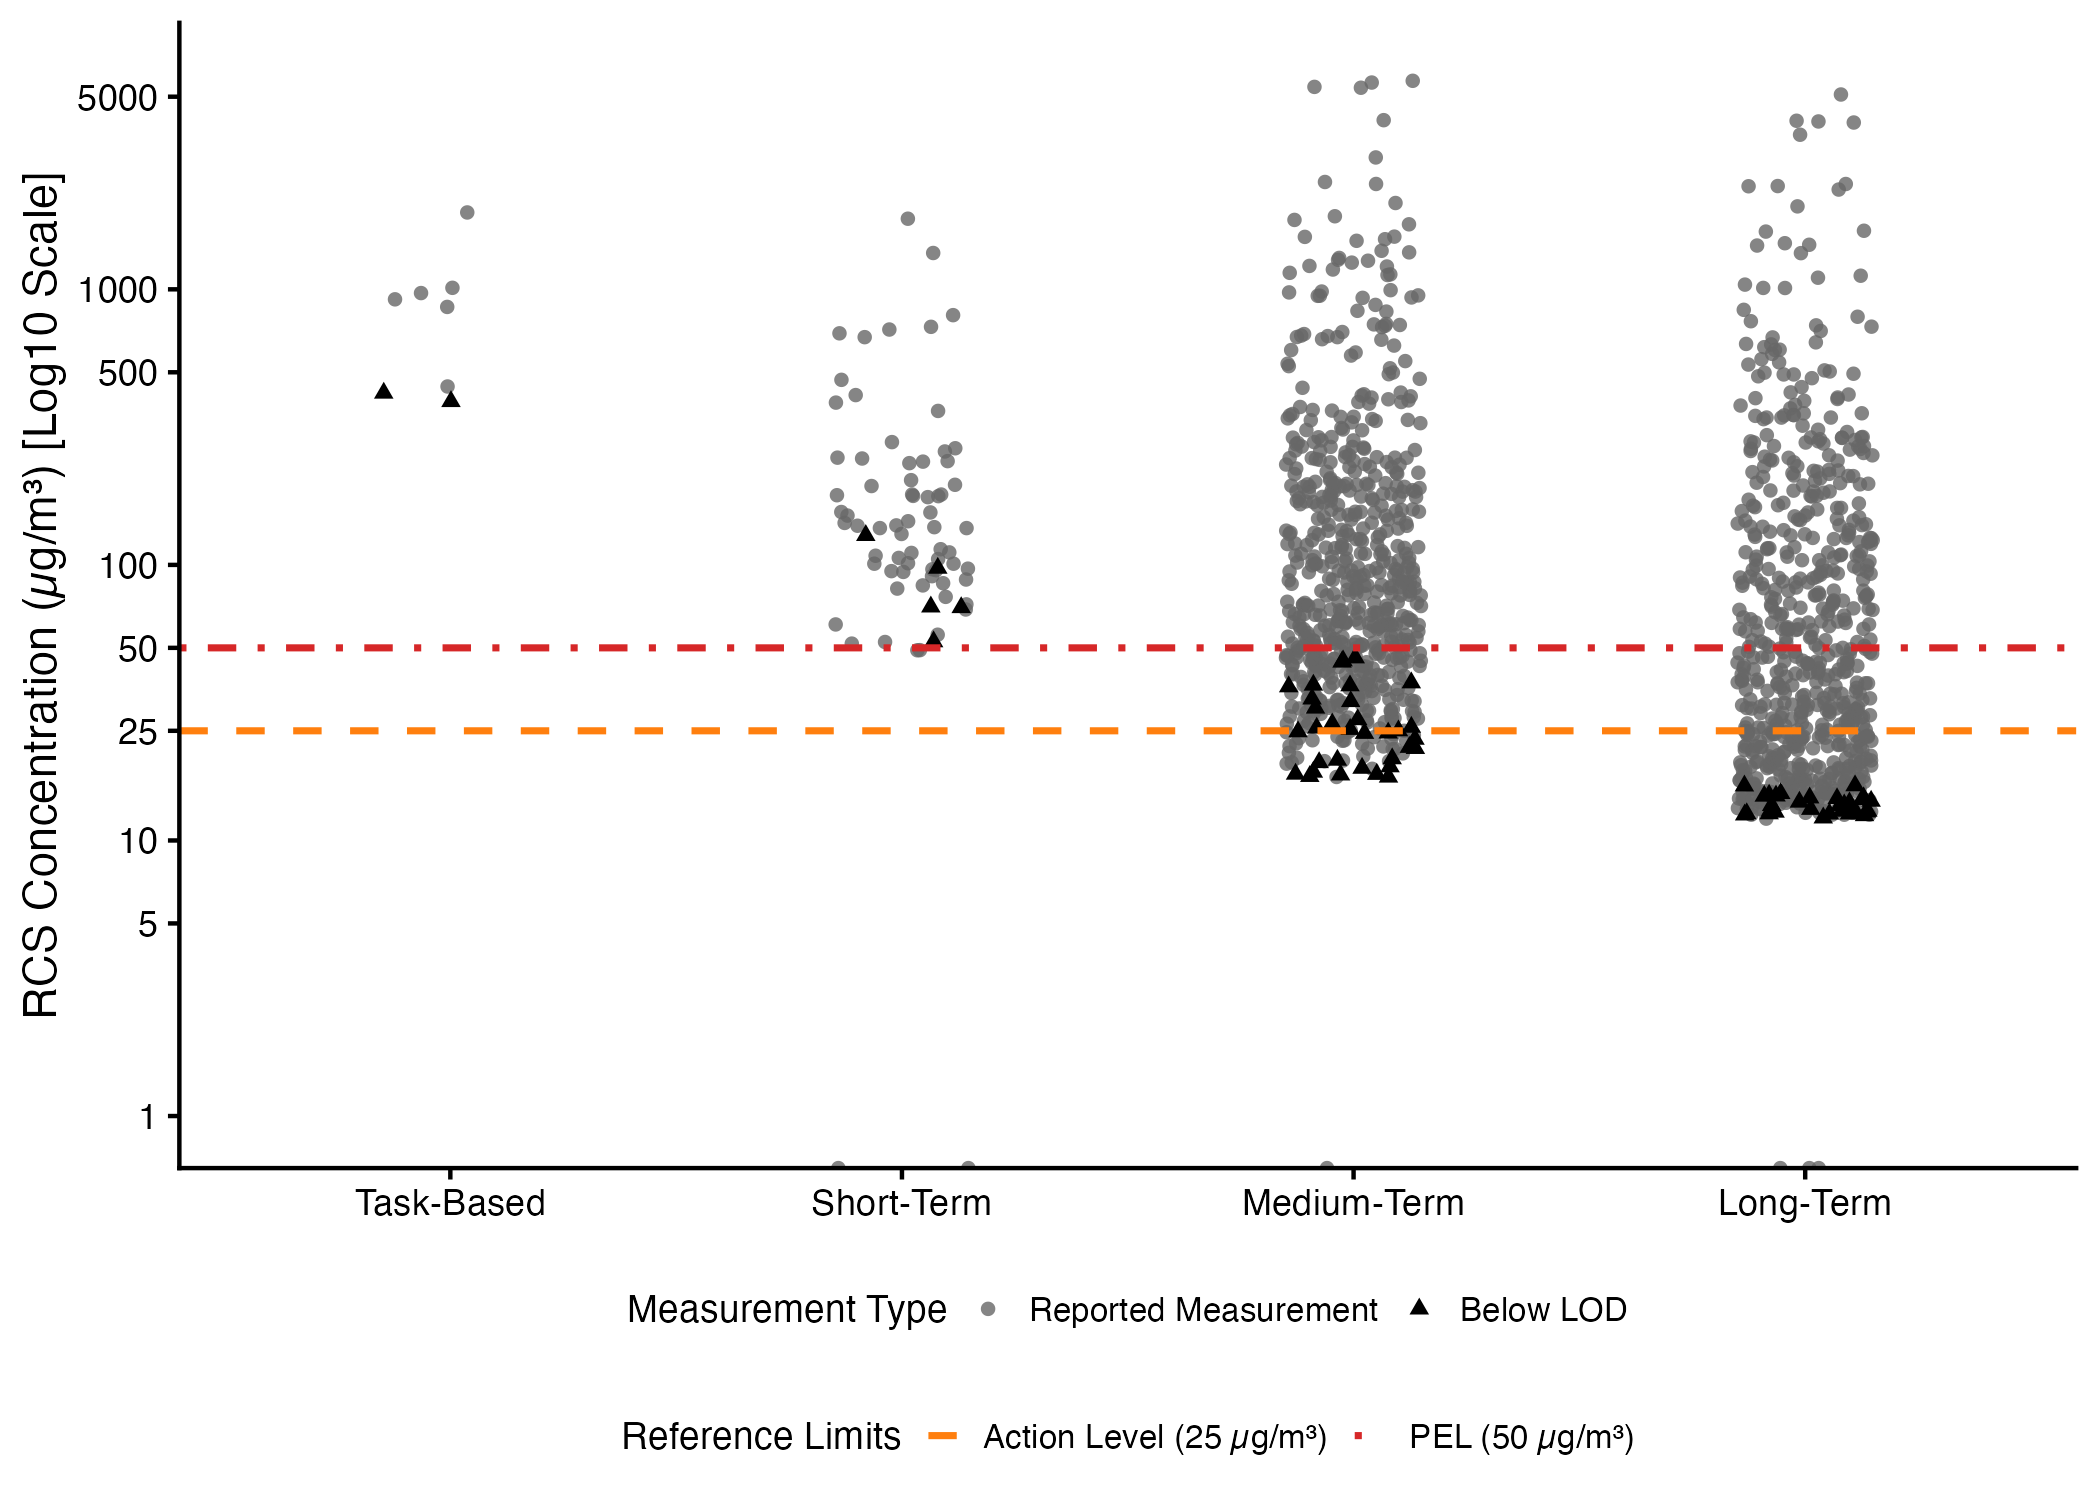 RCS Concentration (µg/m³) [Log10 Scale]
5000
1000
500
100
50
25
10
5
1
Task-Based
Short-Term
Medium-Term
Long-Term
Measurement Type
Reported Measurement
Below LOD
Reference Limits
Action Level (25 µg/m³)
PEL (50 µg/m³)